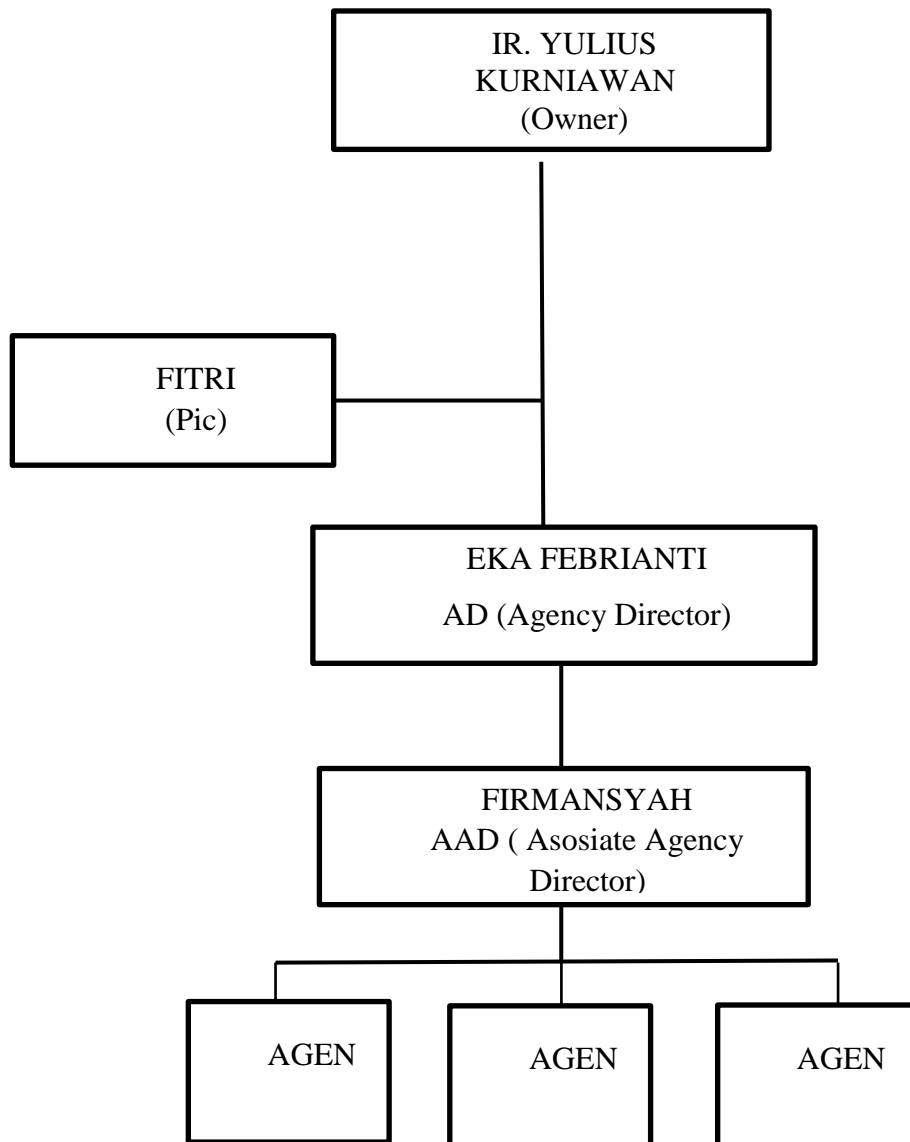 IR. YULIUS
KURNIAWAN
(Owner)
FITRI
(Pic)
EKA FEBRIANTI
AD (Agency Director)
FIRMANSYAH
AAD ( Asosiate Agency
Director)
AGEN
AGEN
AGEN